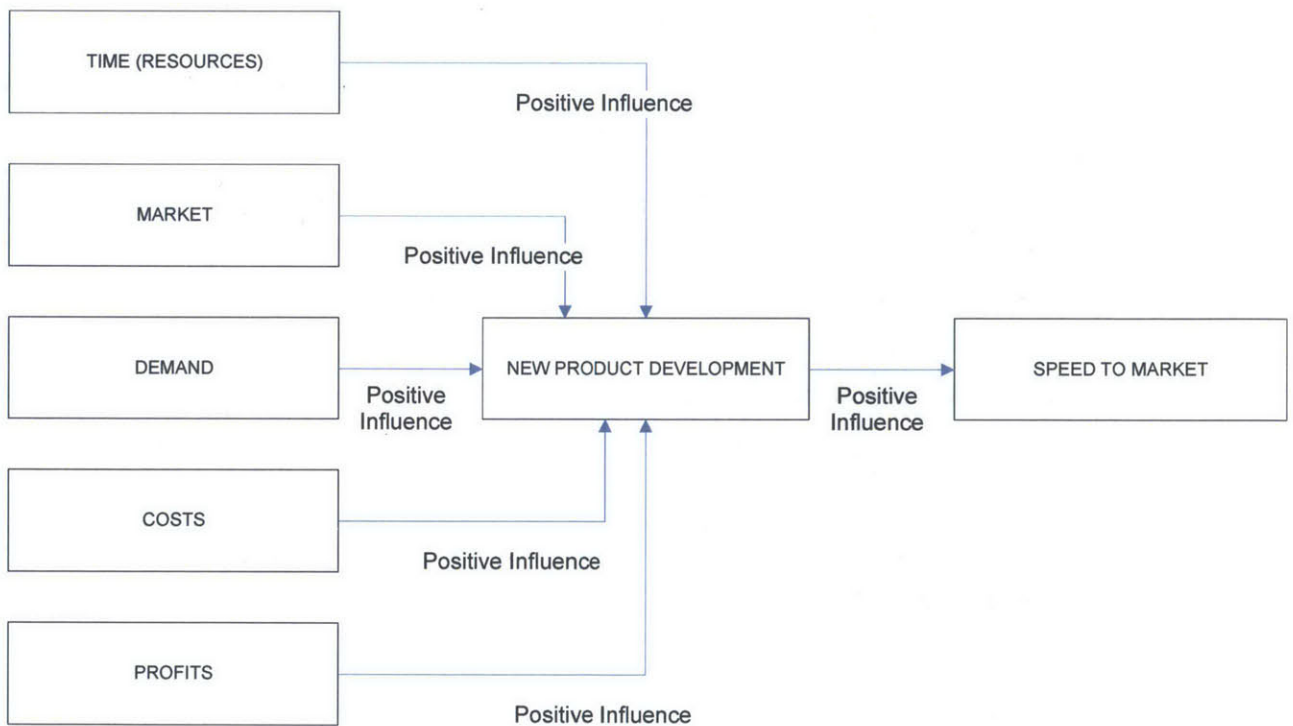 TIME (RESOURCES)
Positive Influence
MARKET
Positive Influence
DEMAND
Positive
Influence
NEW PRODUCT DEVELOPMENT
Positive
Influence
SPEED TO MARKET
COSTS
Positive Influence
PROFITS
Positive Influence